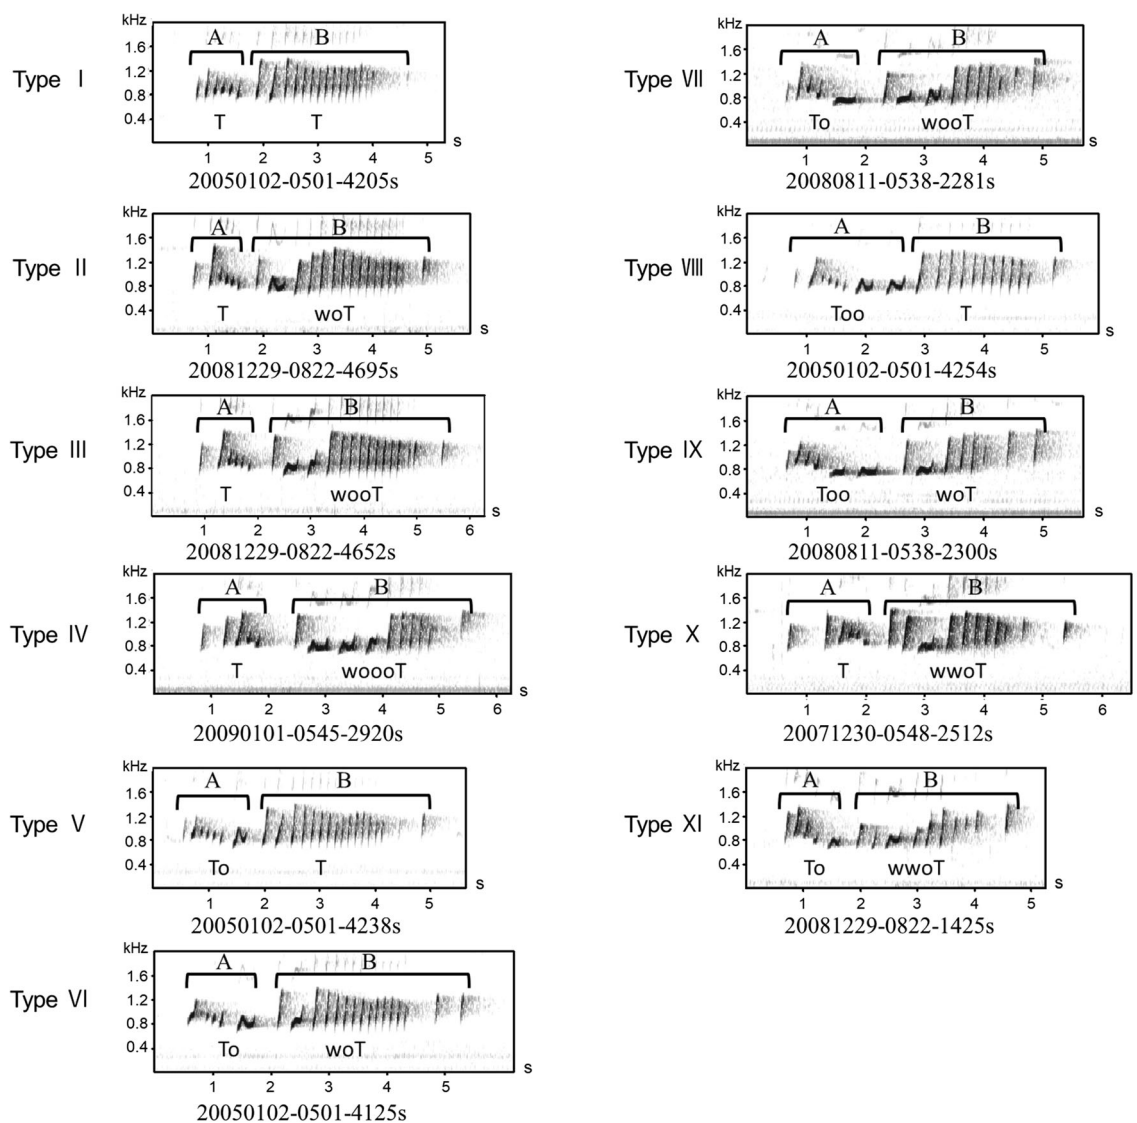 kHz
A B
1.6
Type I
1.2
0.8
0.4
T T
s
1 2 3 4 5
20050102-0501-4205s
kHz
A B
1.6
Type II
1.2
0.8
0.4
T woT
s
1 2 3 4 5
20081229-0822-4695s
kHz
A B
1.6
Type III
1.2
0.8
0.4
T wooT
s
1 2 3 4 5 6
20081229-0822-4652s
kHz
A B
1.6
Type IV
1.2
0.8
0.4
T woooT
s
1 2 3 4 5 6
20090101-0545-2920s
kHz
A B
1.6
Type V
1.2
0.8
0.4
To T
s
1 2 3 4 5
20050102-0501-4238s
kHz
A B
1.6
Type VI
1.2
0.8
0.4
To woT
s
1 2 3 4 5
20050102-0501-4125s
kHz
A B
1.6
Type VII
1.2
0.8
0.4
To wooT
s
1 2 3 4 5
20080811-0538-2281s
kHz
A B
1.6
Type VIII
1.2
0.8
0.4
Too T
s
1 2 3 4 5
20050102-0501-4254s
kHz
A B
1.6
Type IX
1.2
0.8
0.4
Too woT
s
1 2 3 4 5
20080811-0538-2300s
kHz
A B
1.6
Type X
1.2
0.8
0.4
T wwoT
1 2 3 4 5 6
20071230-0548-2512s
kHz
A B
1.6
Type XI
1.2
0.8
0.4
To wwoT
s
1 2 3 4 5
20081229-0822-1425s